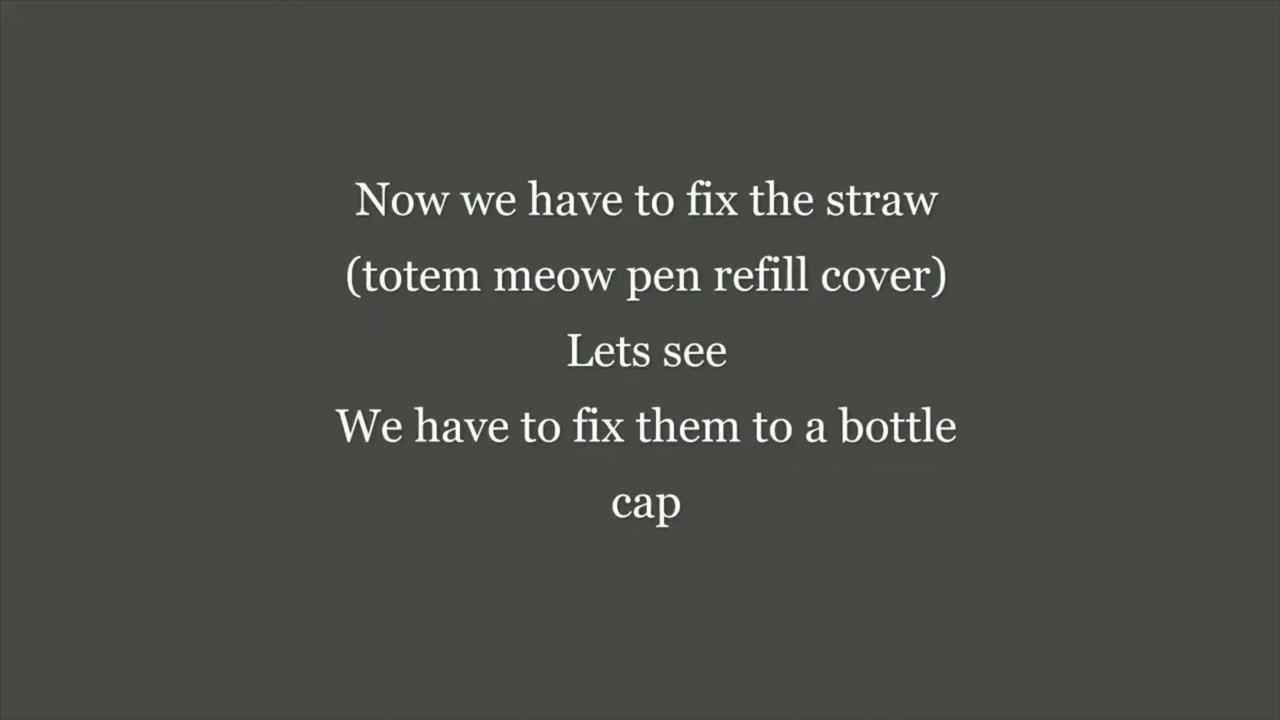 Now we have to fix the straw
(totem meow pen refill cover)
Lets see
We have to fix them to a bottle
cap